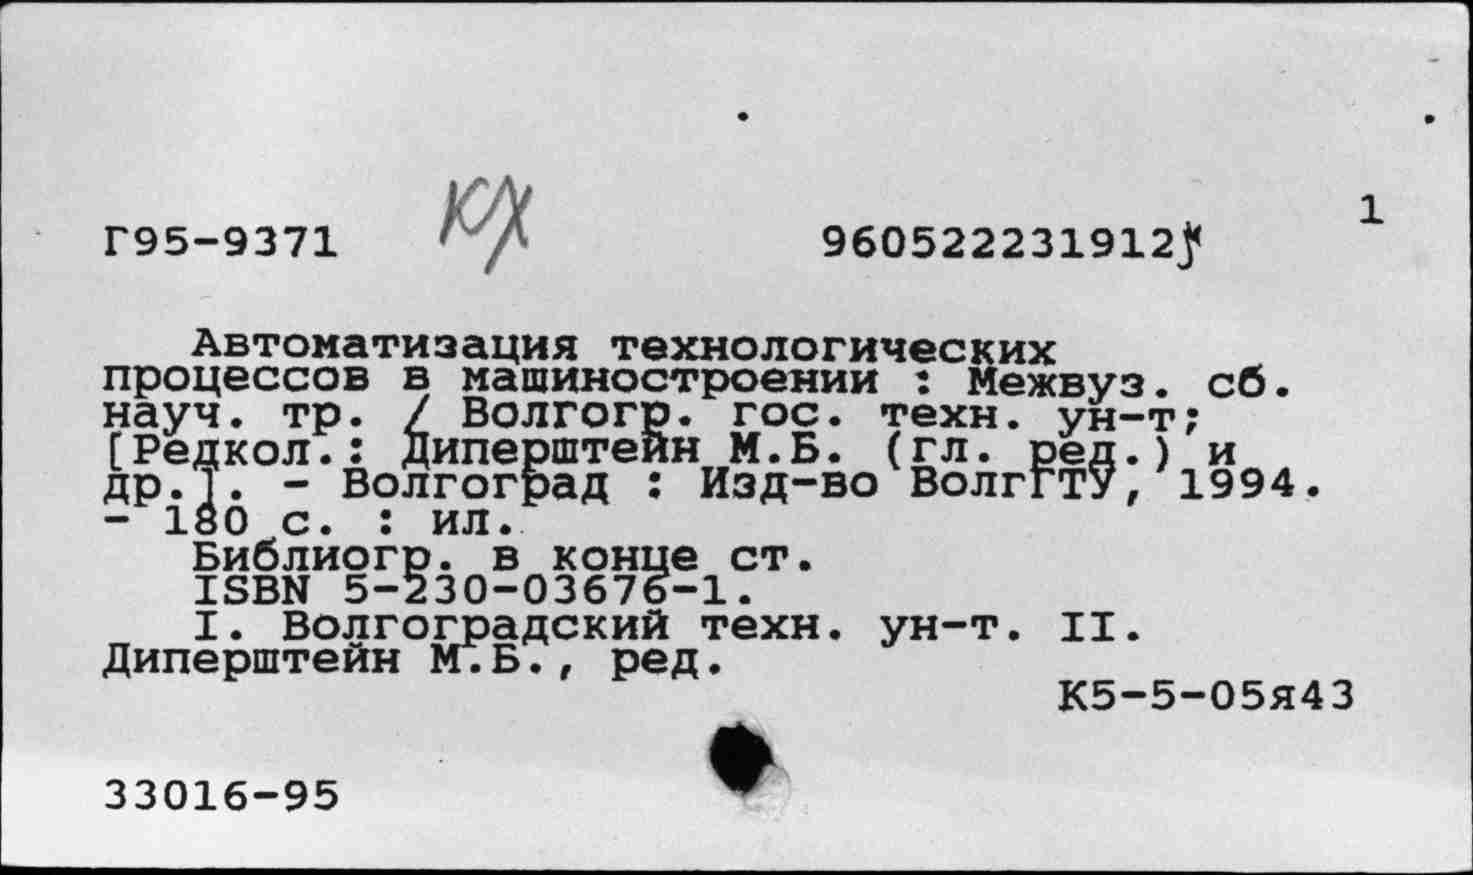 1
Г95-9371 КХ 960522231912
Автоматизация технологических
процессов в машиностроении : Межвуз. сб.
науч. тр. / Волгогр. гос. техн. ун-т;
[Редкол.: Диперштейн М.Б. (гл. ред.) и
др.]. - Волгоград : Изд-во ВолгГТУ, 1994.
- 180 с. : ил.
Библиогр. в конце ст.
ISBN 5-230-03676-1.
I. Волгоградский техн. ун-т. II.
Диперштейн М.Б., ред.
К5-5-05я43
33016-95